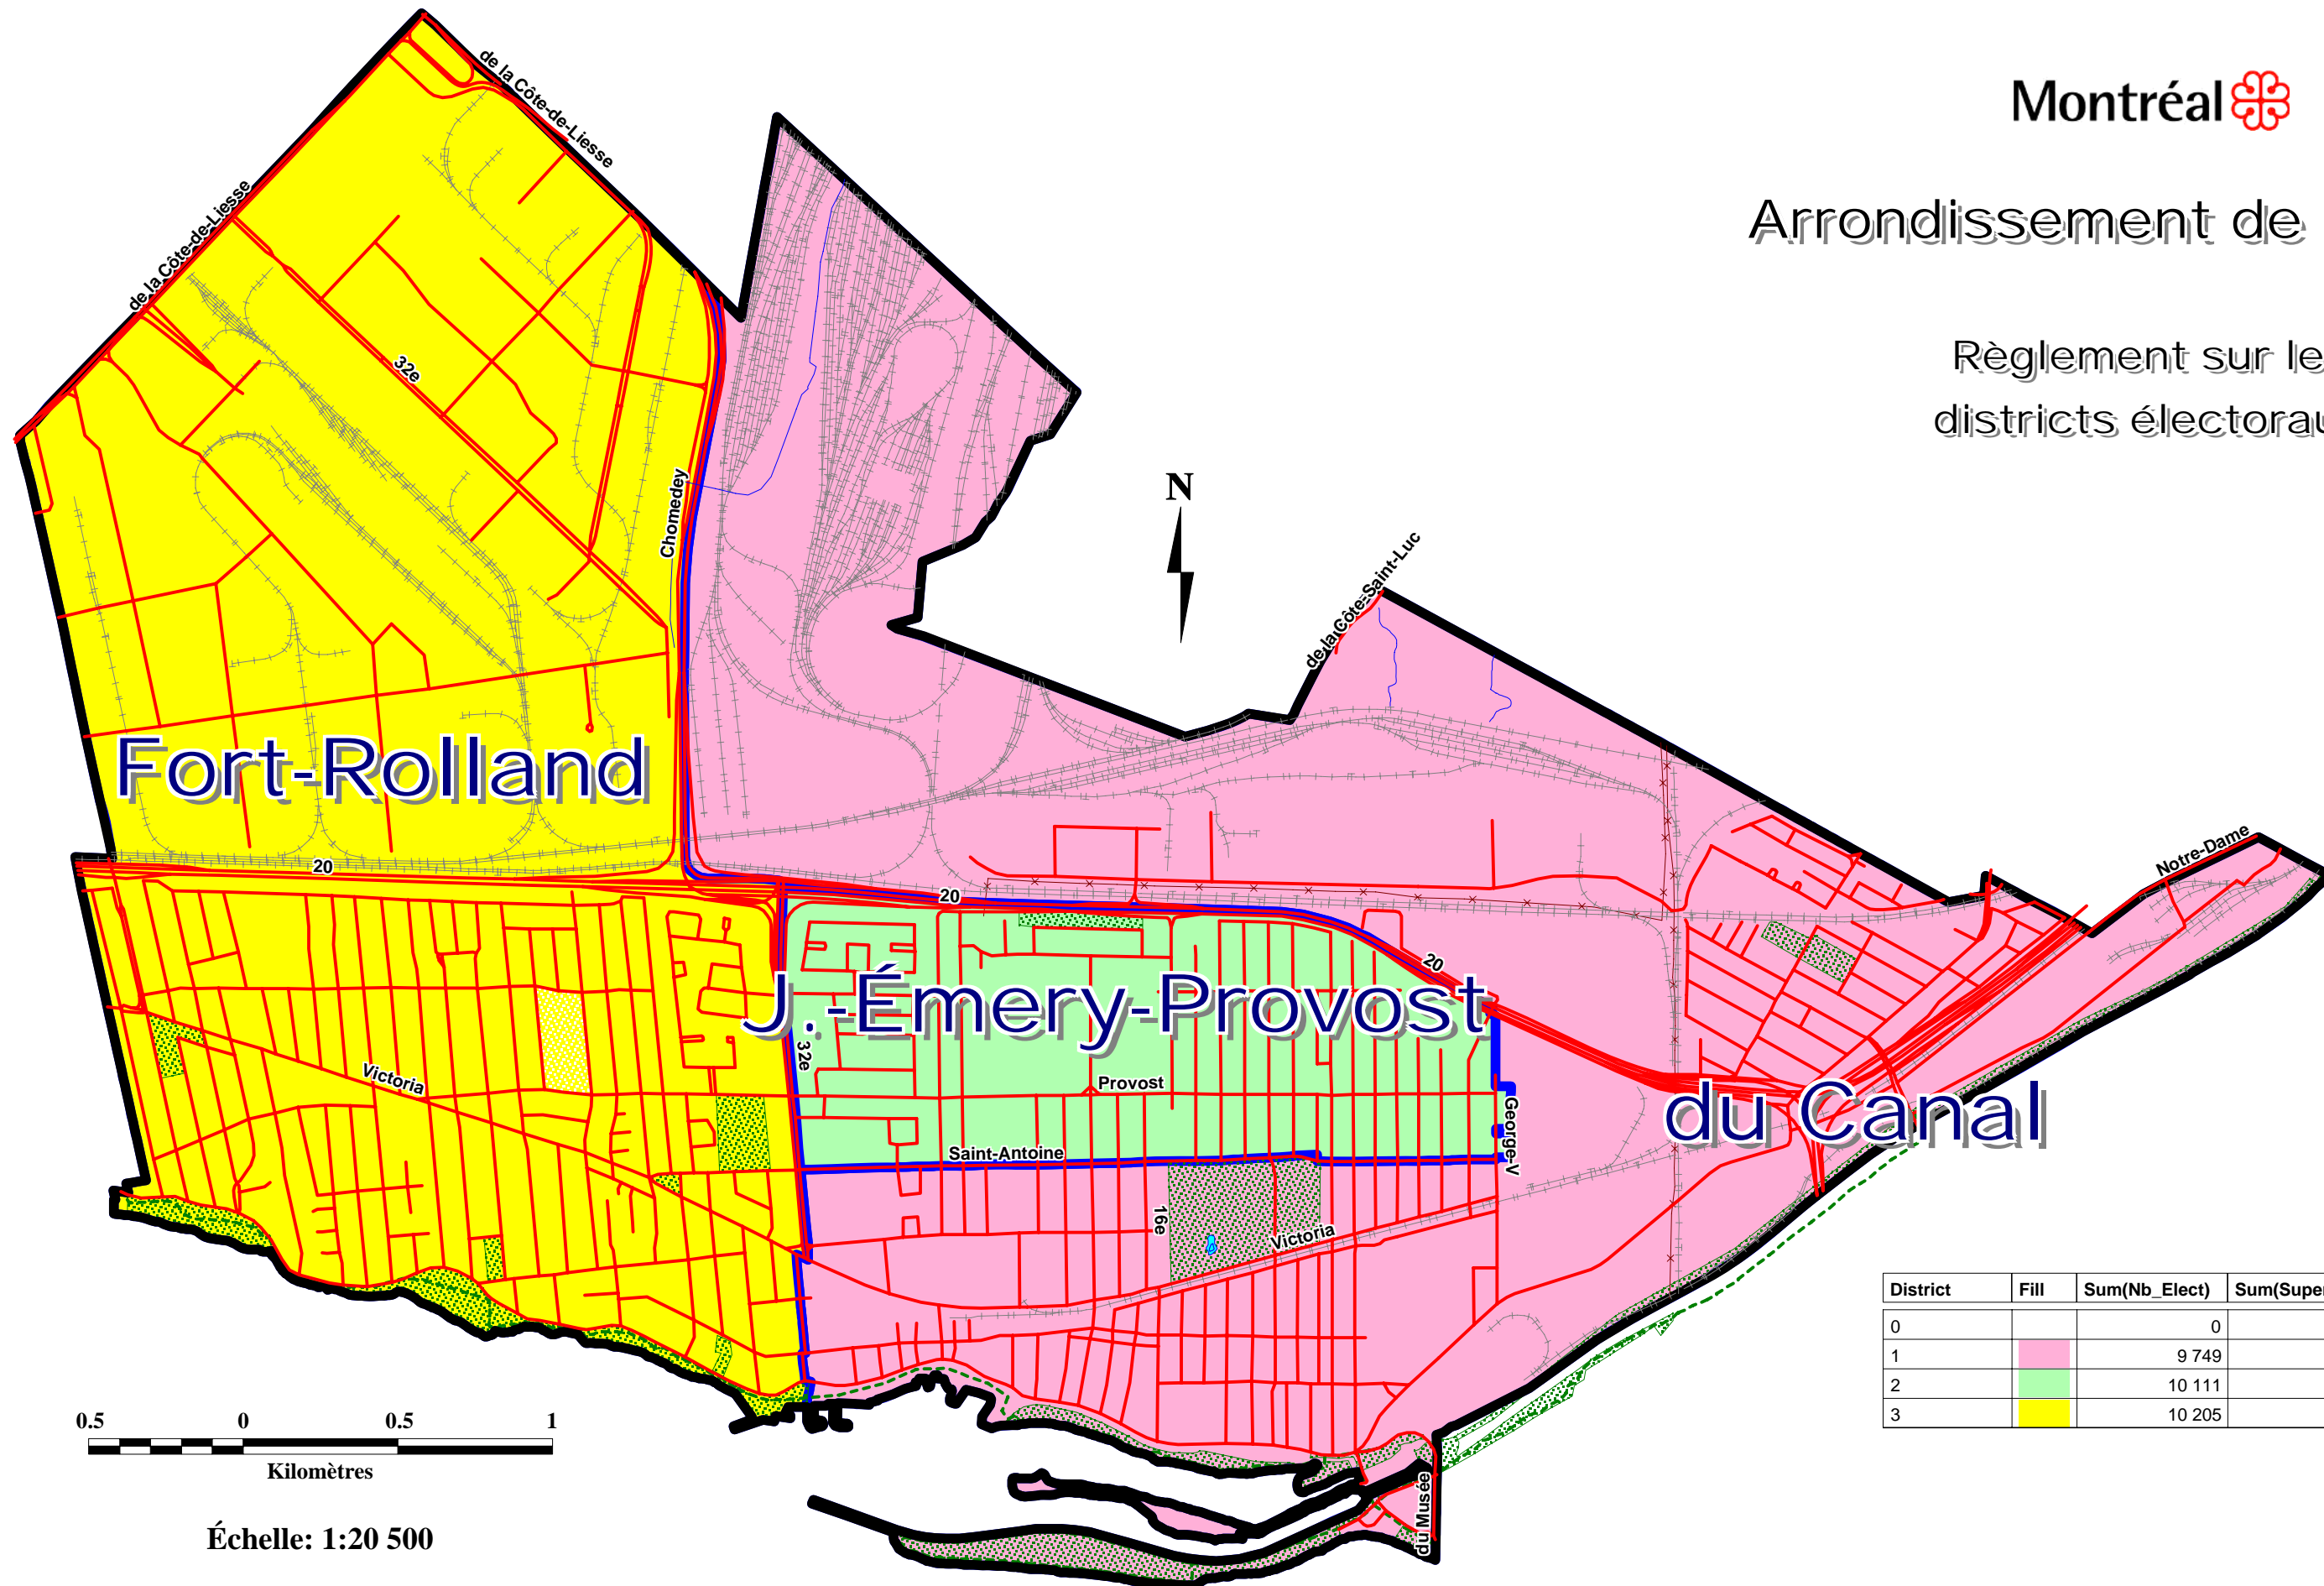 Montréal
Arrondissement de
Règlement sur le
districts électorau
de la Côte-de-Liesse
de la Côte-de-Liesse
32e
Chomedey
N
de la Côte-Saint-Luc
Fort-Rolland
20
20
Notre-Dame
20
J.-Émery-Provost
32e
Victoria
Provost
George-V
du Canal
Saint-Antoine
16e
Victoria
du Musée
District Fill Sum(Nb_Elect) Sum(Super
0 0
1 9 749
2 10 111
3 10 205
0.5 0 0.5 1
Kilomètres
Échelle: 1:20 500